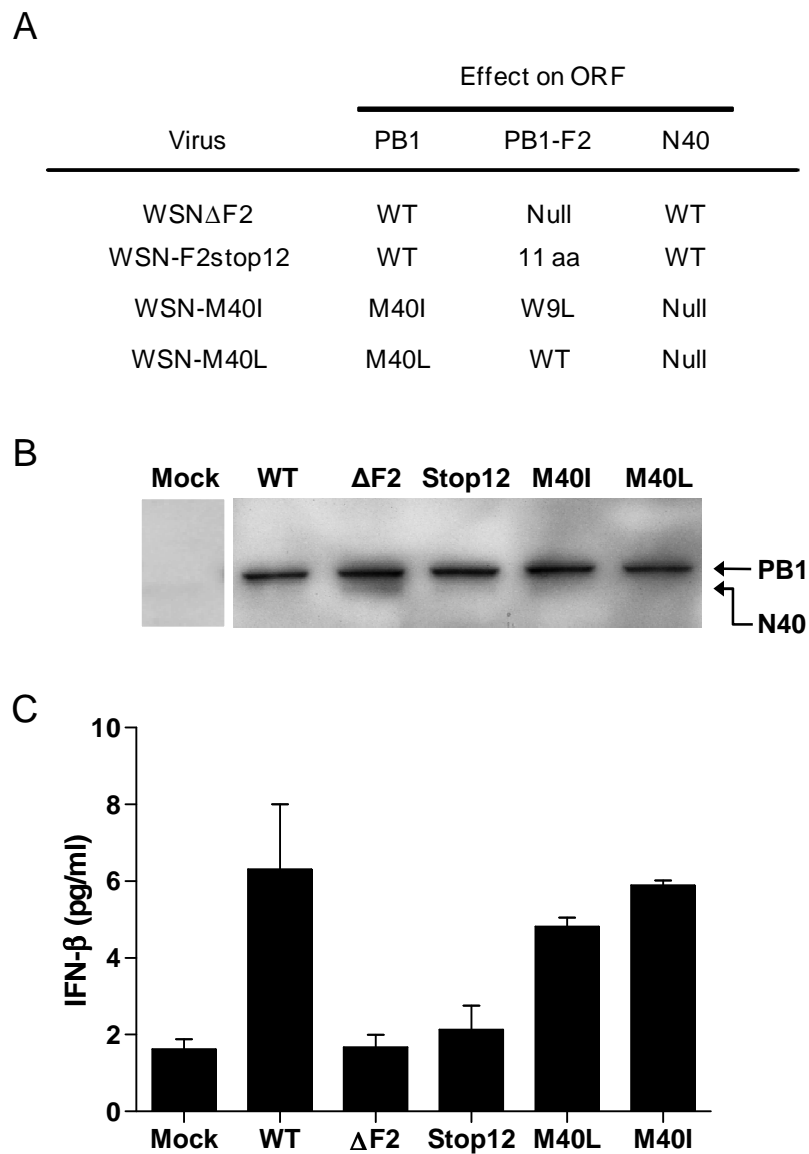 A
Effect on ORF
Virus PB1 PB1-F2 N40
WSNΔF2 WT Null WT
WSN-F2stop12 WT 11 aa WT
WSN-M40I M40I W9L Null
WSN-M40L M40L WT Null
B
Mock WT ΔF2 Stop12 M40I M40L
PB1
N40
C
IFN-β (pg/ml)
10
8
6
4
2
0
Mock WT ΔF2 Stop12 M40L M40I